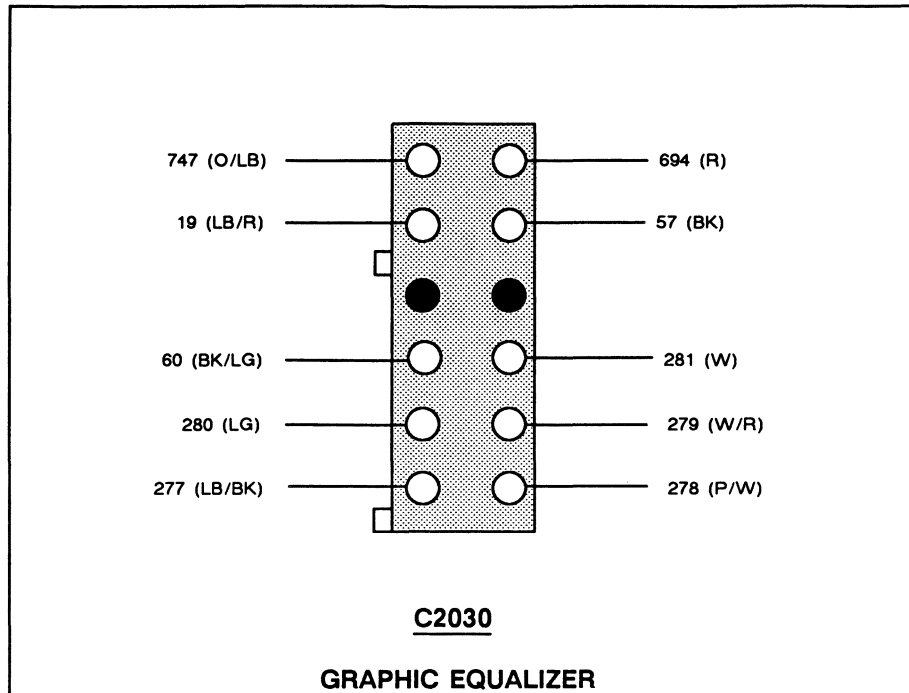 747 (O/LB) 694 (R)
19 (LB/R) 57 (BK)
60 (BK/LG) 281 (W)
280 (LG) 279 (W/R)
277 (LB/BK) 278 (P/W)
C2030
GRAPHIC EQUALIZER